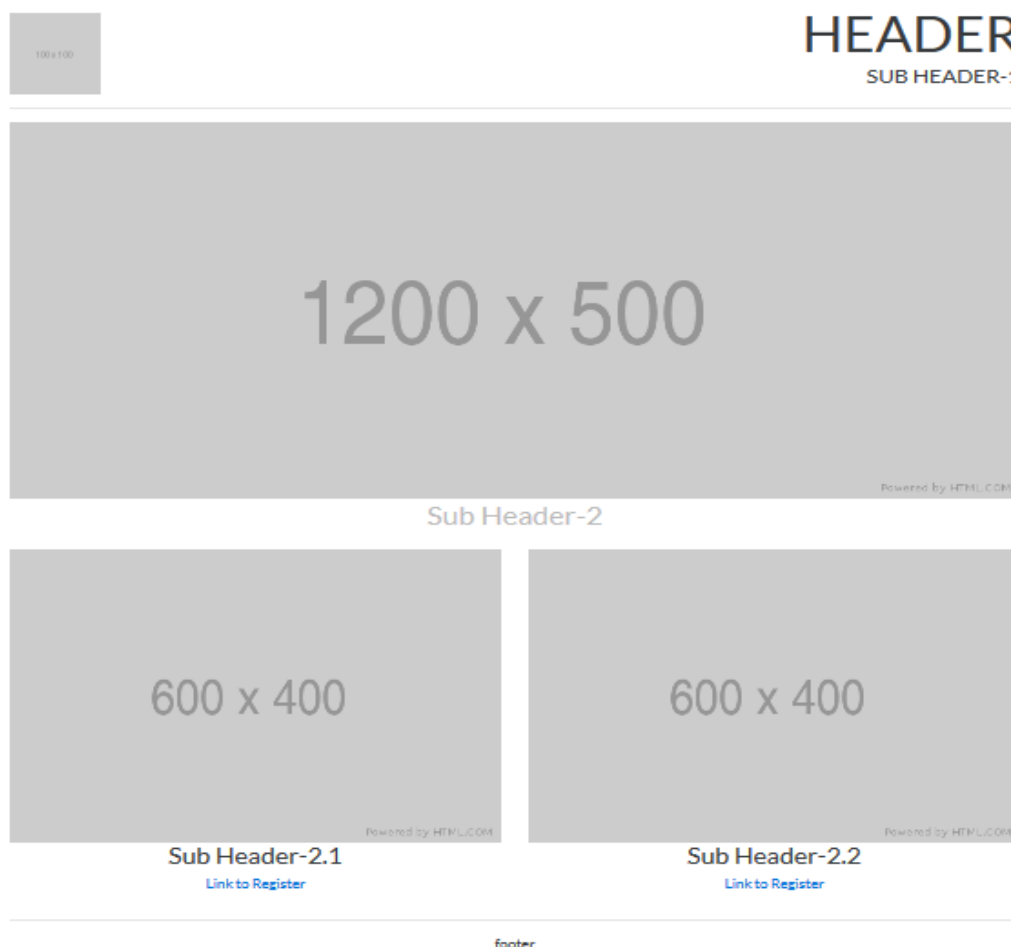 100 x 100
HEADER
SUB HEADER-1
1200 x 500
Powered by HTML.COM
Sub Header-2
600 x 400
Powered by HTML.COM
600 x 400
Powered by HTML.COM
Sub Header-2.1
Link to Register
Sub Header-2.2
Link to Register
footer